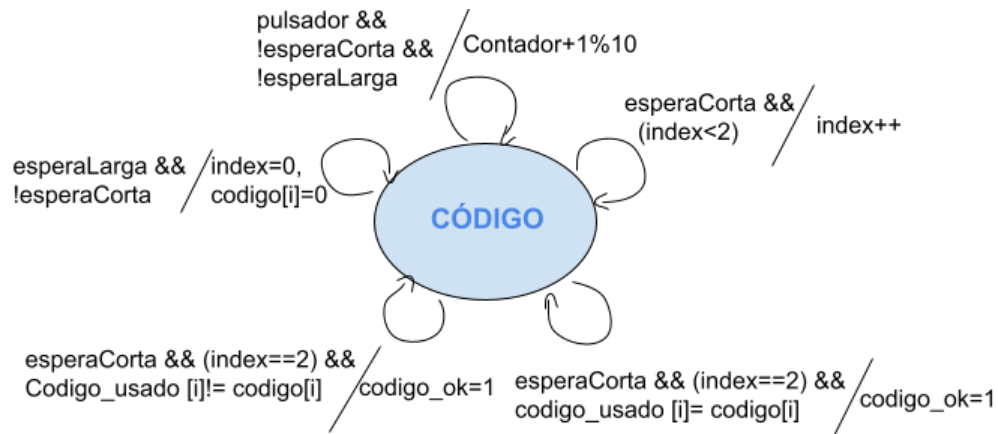 pulsador &&
!esperaCorta &&
!esperaLarga
Contador+1%10
esperaCorta &&
(index<2)
index++
esperaLarga &&
!esperaCorta
index=0,
codigo[i]=0
CÓDIGO
esperaCorta && (index==2) &&
Codigo_usado [i]!= codigo[i]
codigo_ok=1
esperaCorta && (index==2) &&
codigo_usado [i]= codigo[i]
codigo_ok=1